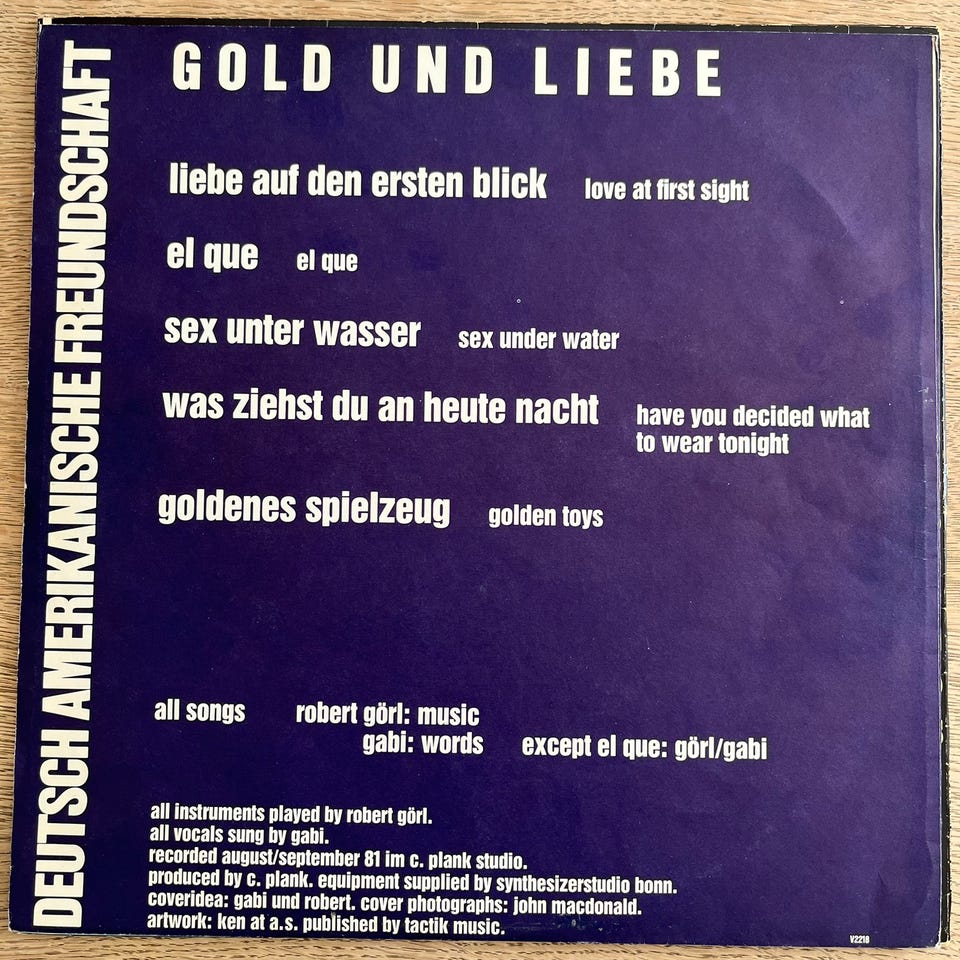 DEUTSCH AMERIKANISCHE FREUNDSCHAFT
GOLD UND LIEBE
liebe auf den ersten blick love at first sight
el que el que
sex unter wasser sex under water
was ziehst du an heute nacht have you decided what
to wear tonight
goldenes spielzeug golden toys
all songs robert görl: music
gabi: words except el que: görl/gabi
all instruments played by robert görl.
all vocals sung by gabi.
recorded august/september 81 im c. plank studio.
produced by c. plank. equipment supplied by synthesizerstudio bonn.
coveridea: gabi und robert. cover photographs: john macdonald.
artwork: ken at a.s. published by tactik music.
V2218